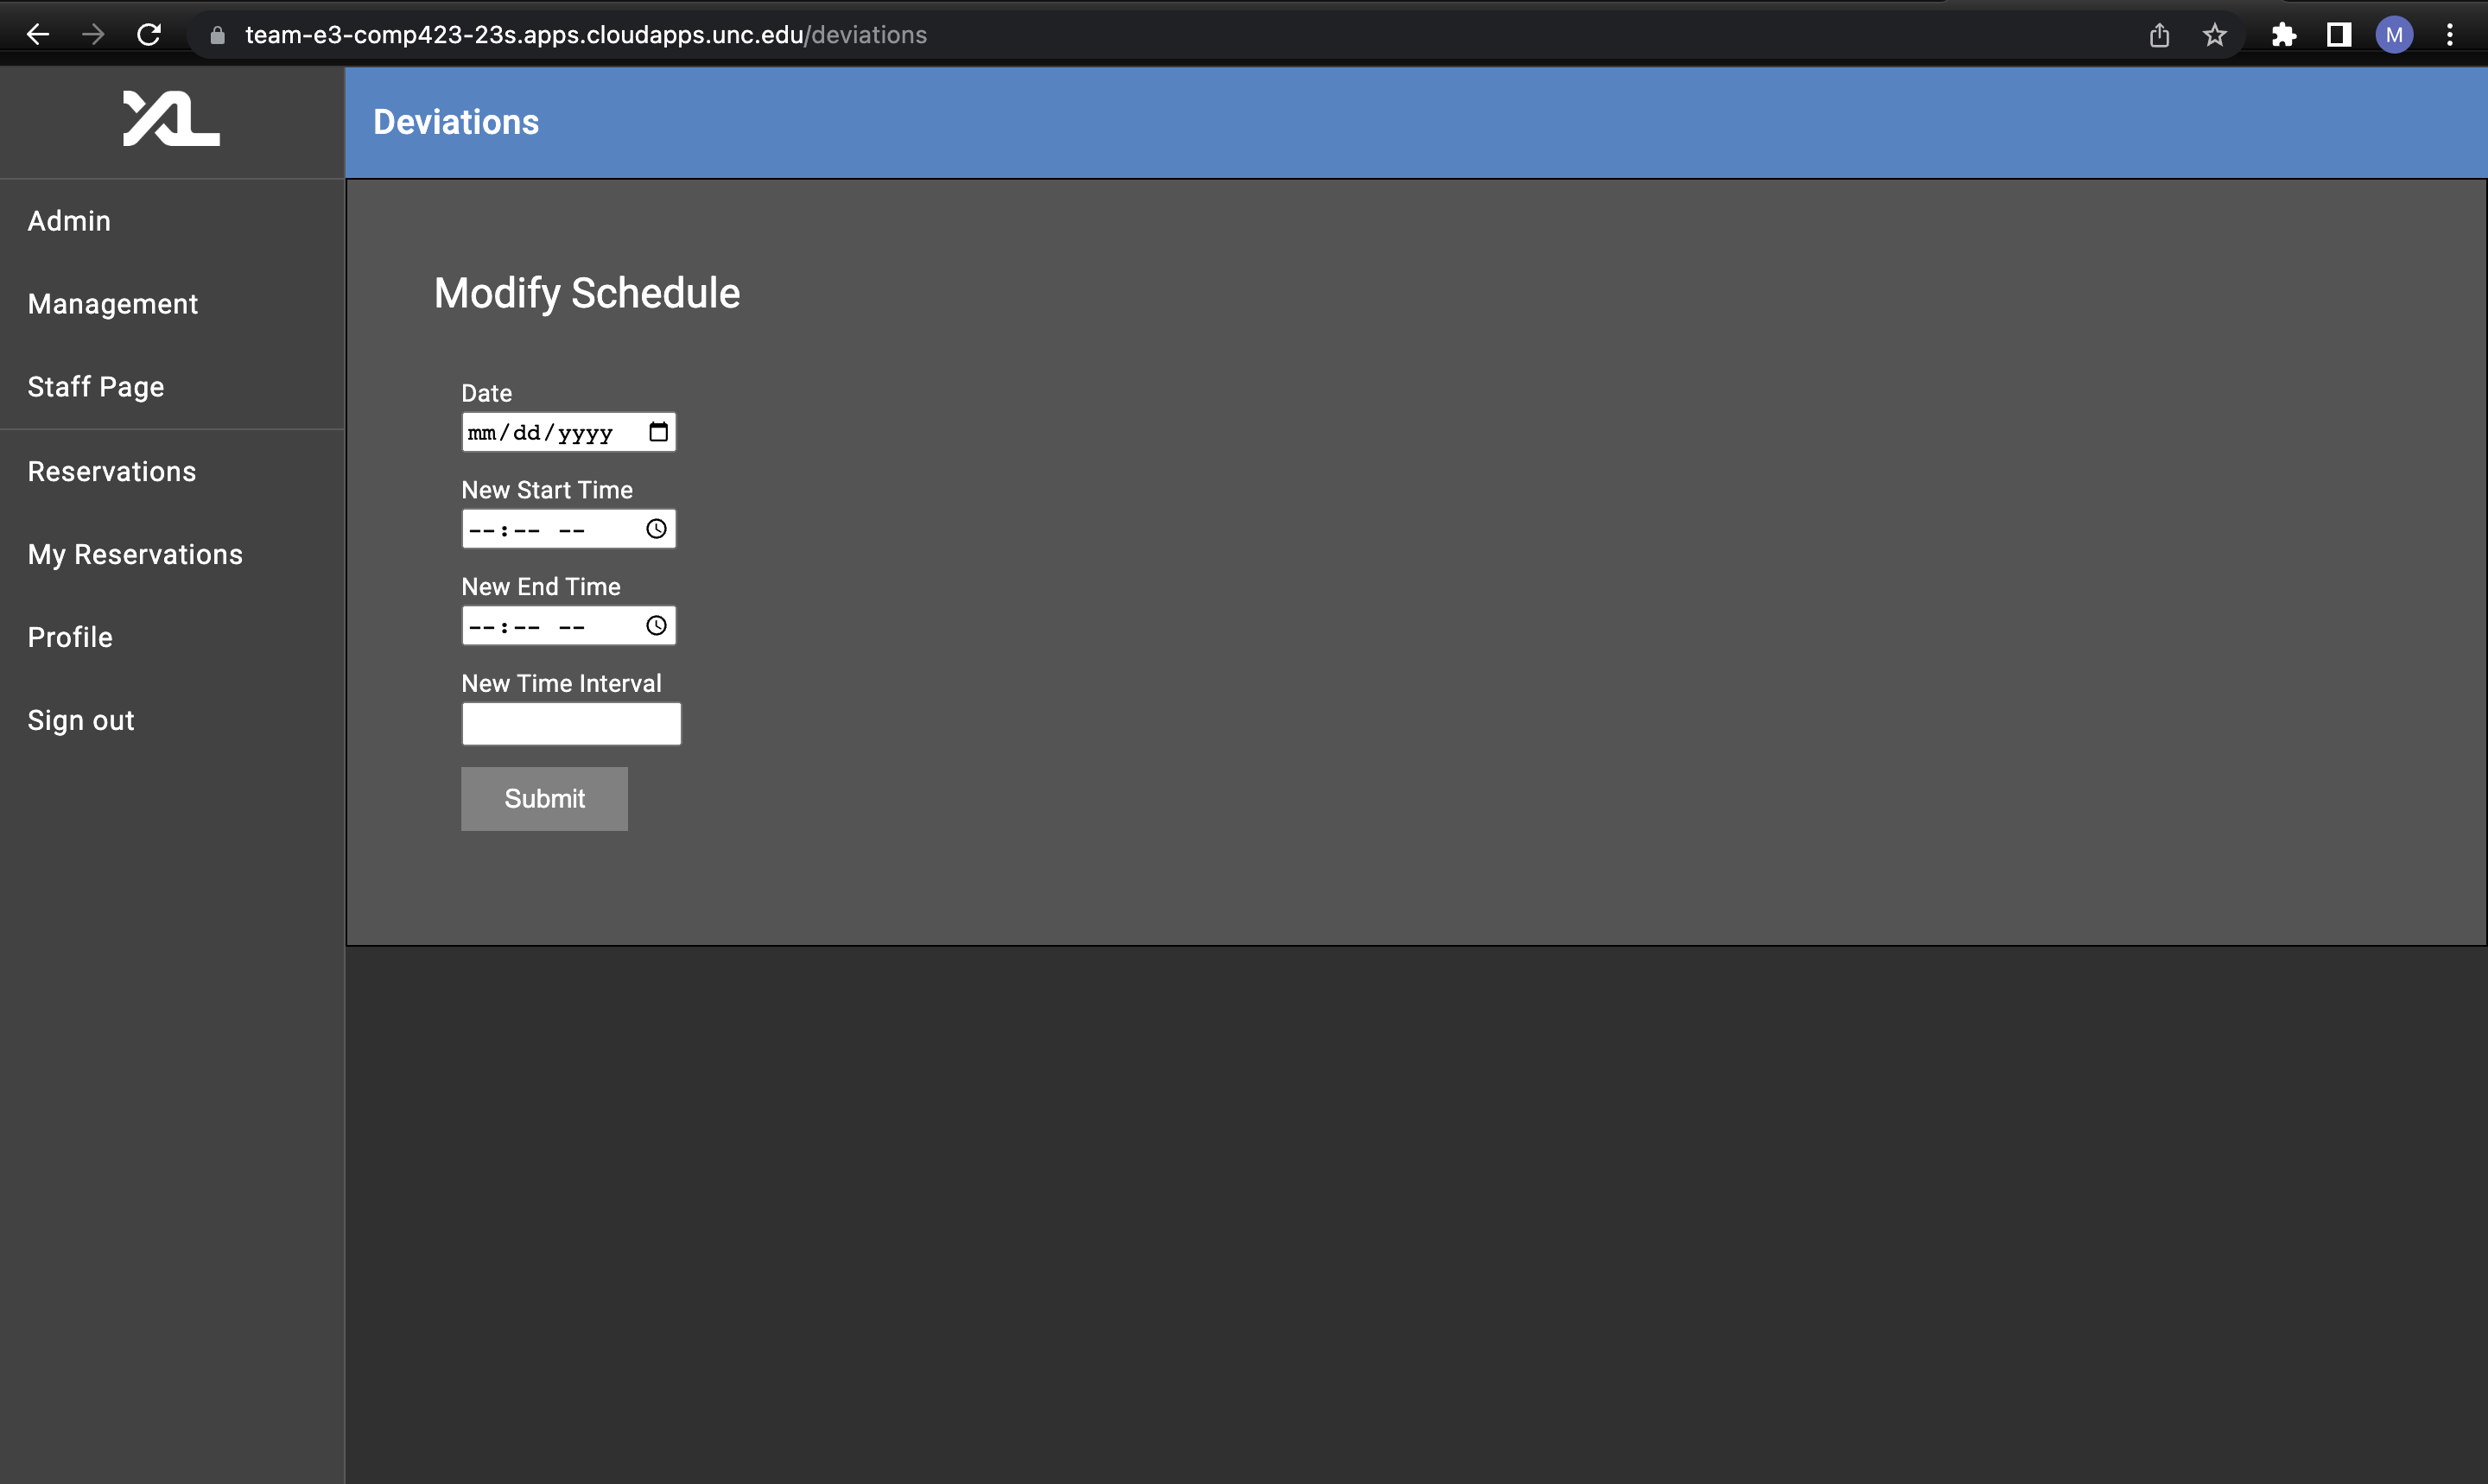 team-e3-comp423-23s.apps.cloudapps.unc.edu/deviations
M
XL
Deviations
Admin
Management
Staff Page
Reservations
My Reservations
Profile
Sign out
Modify Schedule
Date
mm/dd/yyyy
New Start Time
--:-- --
New End Time
--:-- --
New Time Interval
Submit